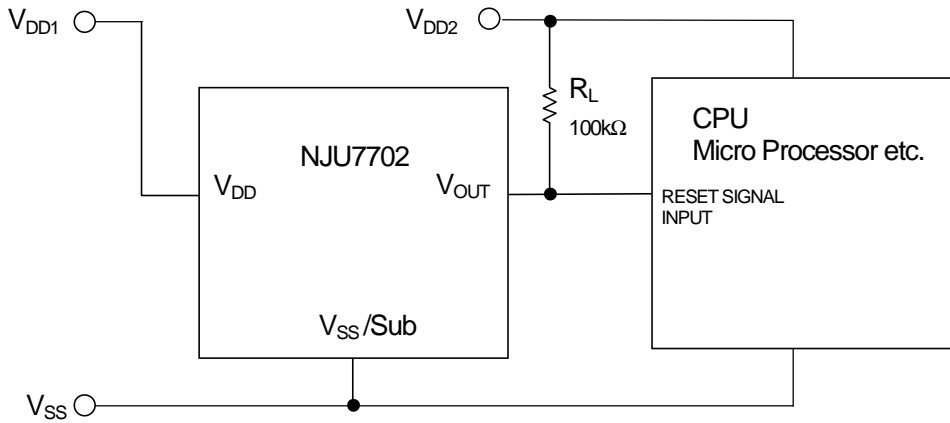 VDD1
VDD2
RL
100kΩ
CPU
Micro Processor etc.
NJU7702
VDD
VOUT
RESET SIGNAL
INPUT
VSS/Sub
VSS